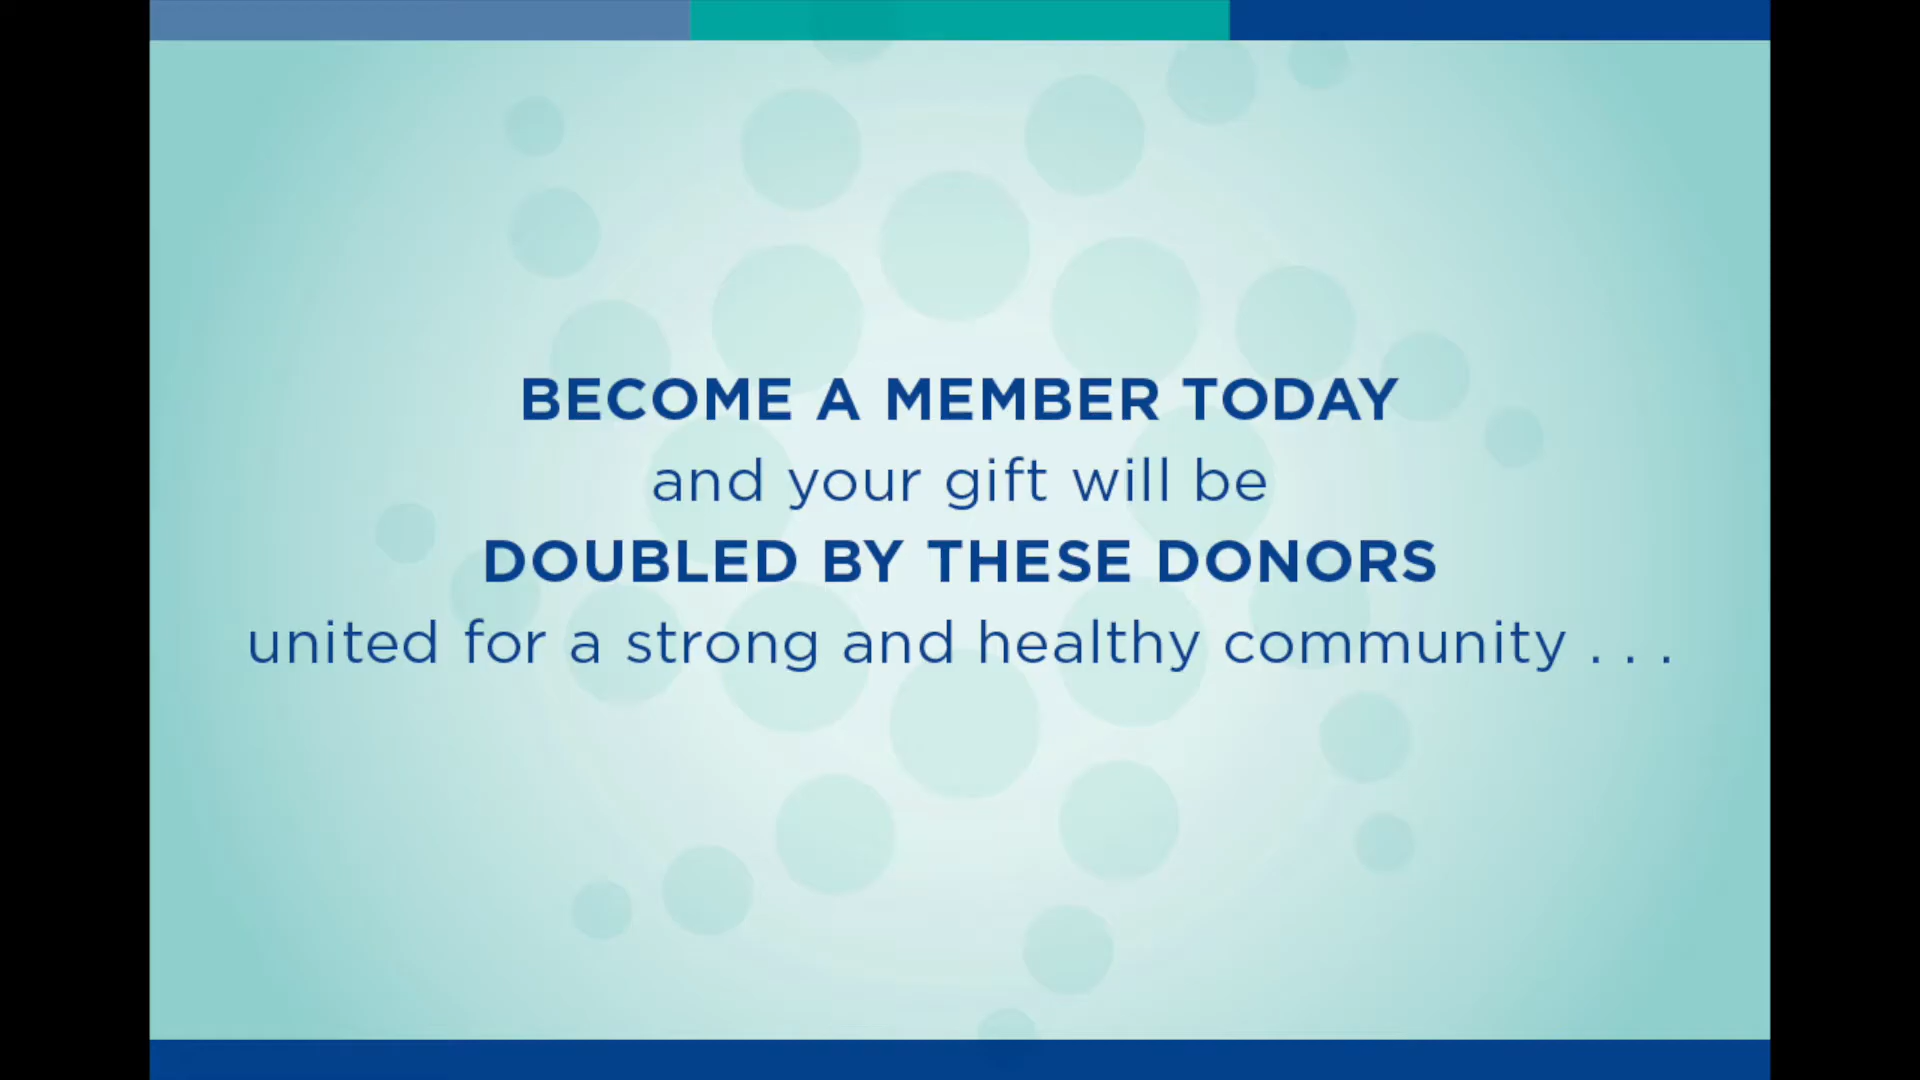 BECOME A MEMBER TODAY
and your gift will be
DOUBLED BY THESE DONORS
united for a strong and healthy community . . .